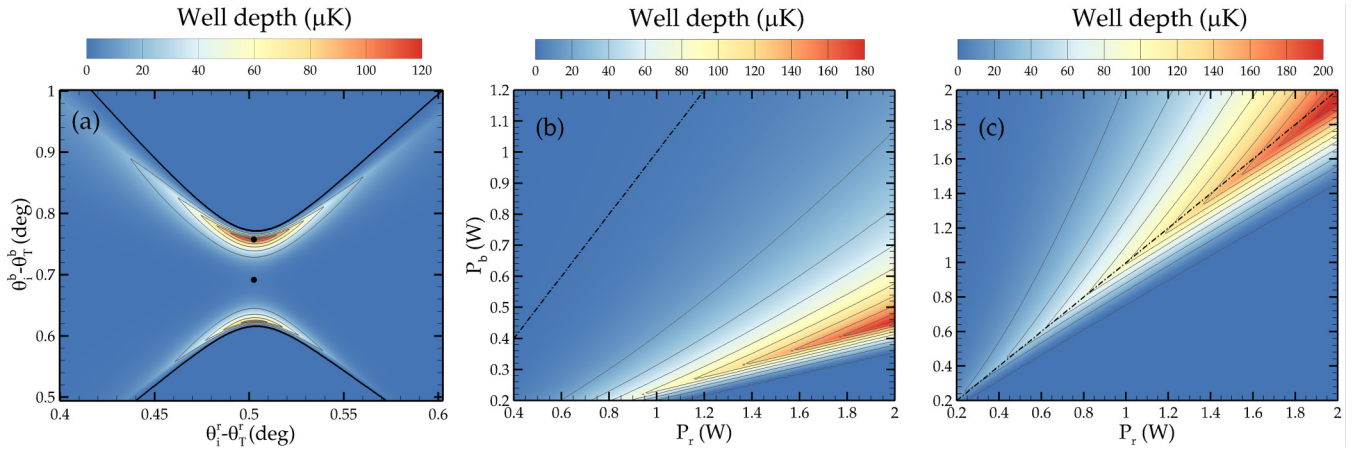 Well depth (μK)
0 20 40 60 80 100 120
(a)
1
0.9
0.8
0.7
0.6
0.5
θᵢᵇ-θ_Tᵇ (deg)
0.4 0.45 0.5 0.55 0.6
θᵢʳ-θ_Tʳ (deg)
Well depth (μK)
0 20 40 60 80 100 120 140 160 180
(b)
1.2
1.1
1
0.9
0.8
0.7
0.6
0.5
0.4
0.3
0.2
P_b (W)
0.4 0.6 0.8 1 1.2 1.4 1.6 1.8 2
P_r (W)
Well depth (μK)
0 20 40 60 80 100 120 140 160 180 200
(c)
2
1.8
1.6
1.4
1.2
1
0.8
0.6
0.4
0.2
0.2 0.4 0.6 0.8 1 1.2 1.4 1.6 1.8 2
P_r (W)